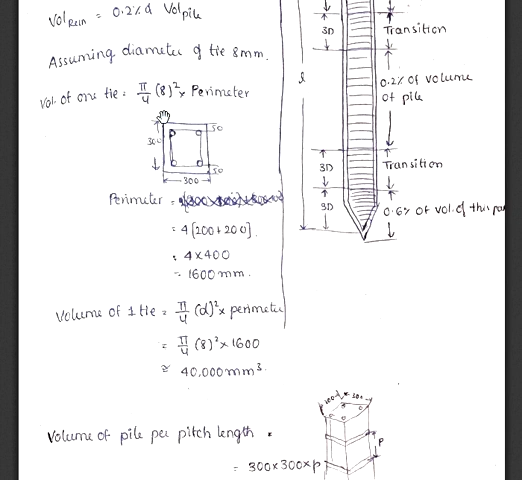 Vol Rein = 0.2% of Vol pile
Assuming diameter of tie 8mm.
Vol. of one tie = π/4 (8)² x Perimeter
50
300
50
300
Perimeter =
= 4[200+200]
= 4 x 400
= 1600 mm.
Volume of 1 tie = π/4 (d)² x perimeter
= π/4 (8)² x 1600
≈ 40,000 mm³.
Volume of pile per pitch length =
= 300x300xp
P
3D
Transition
l
0.2% of volume
of pile
3D
Transition
3D
0.6% of vol. of this pa